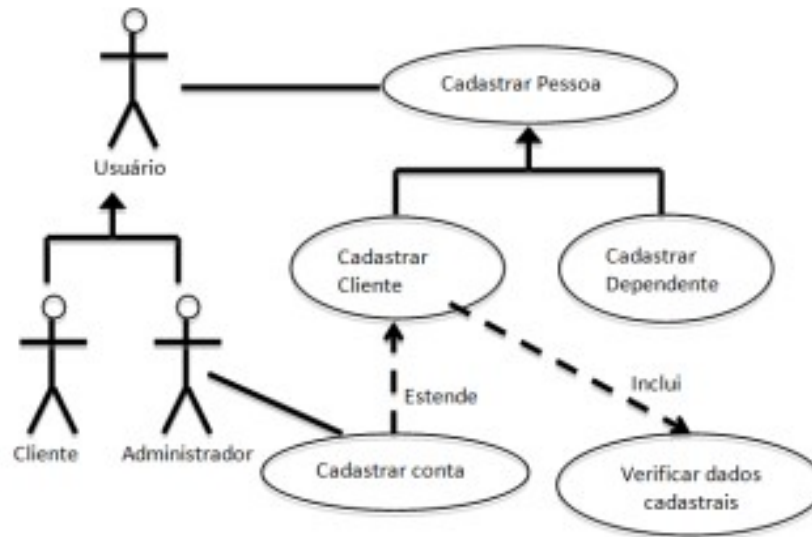 Cadastrar Pessoa
Usuário
Cadastrar
Cliente
Cadastrar
Dependente
Estende
Inclui
Cliente
Administrador
Cadastrar conta
Verificar dados
cadastrais